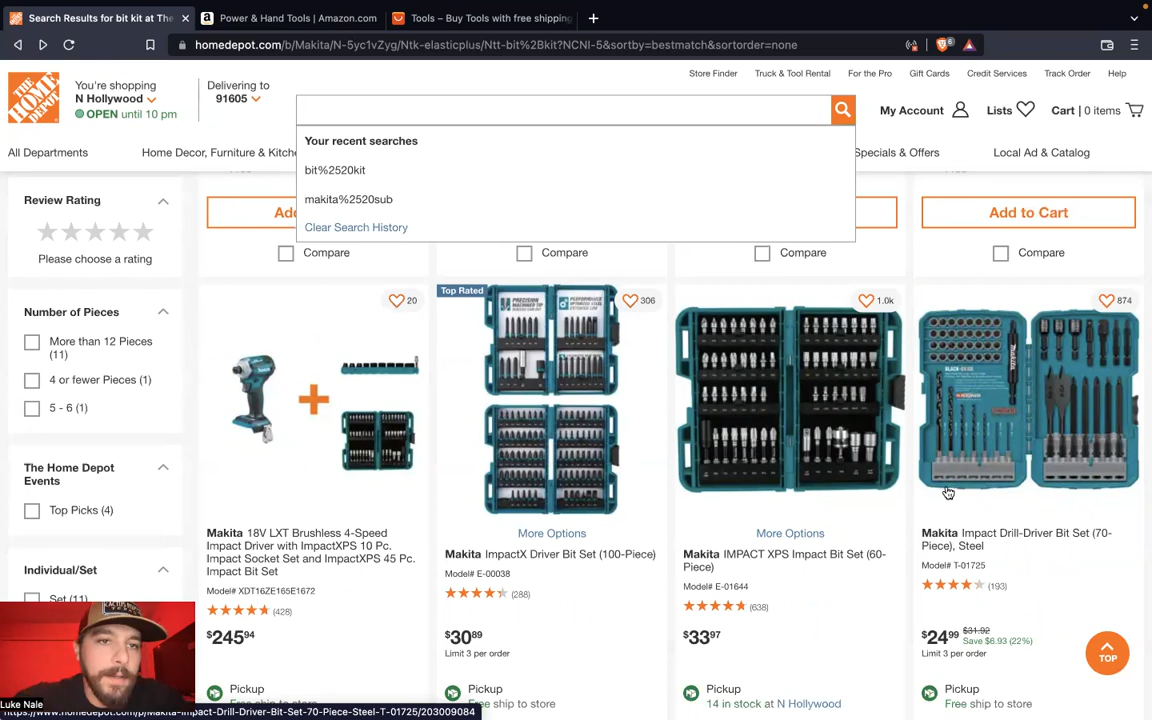 Search Results for bit kit at The
Power & Hand Tools | Amazon.com
Tools – Buy Tools with free shipping
homedepot.com/b/Makita/N-5yc1vZyg/Ntk-elasticplus/Ntt-bit%2Bkit?NCNI-5&sortby=bestmatch&sortorder=none
6
Store Finder
Truck & Tool Rental
For the Pro
Gift Cards
Credit Services
Track Order
Help
THE HOME DEPOT
You're shopping
N Hollywood
OPEN until 10 pm
Delivering to
91605
My Account
Lists
Cart | 0 items
Your recent searches
bit%2520kit
makita%2520sub
Clear Search History
All Departments
Home Decor, Furniture & Kitche
Specials & Offers
Local Ad & Catalog
Review Rating
Please choose a rating
Add
Add to Cart
Compare
Compare
Compare
Compare
Number of Pieces
More than 12 Pieces
(11)
4 or fewer Pieces (1)
5 - 6 (1)
The Home Depot
Events
Top Picks (4)
Individual/Set
Set (11)
20
Top Rated
306
1.0k
874
Makita 18V LXT Brushless 4-Speed
Impact Driver with ImpactXPS 10 Pc.
Impact Socket Set and ImpactXPS 45 Pc.
Impact Bit Set
Model# XDT16ZE165E1672
(428)
$245 94
Pickup
Free ship to store
More Options
Makita ImpactX Driver Bit Set (100-Piece)
Model# E-00038
(288)
$30 89
Limit 3 per order
Pickup
Free ship to store
More Options
Makita IMPACT XPS Impact Bit Set (60-
Piece)
Model# E-01644
(638)
$33 97
Pickup
14 in stock at N Hollywood
Makita Impact Drill-Driver Bit Set (70-
Piece), Steel
Model# T-01725
(193)
$24 99 $31.92
Save $6.93 (22%)
Limit 3 per order
Pickup
Free ship to store
TOP
Luke Nale
https://www.homedepot.com/p/Makita-Impact-Drill-Driver-Bit-Set-70-Piece-Steel-T-01725/203009084